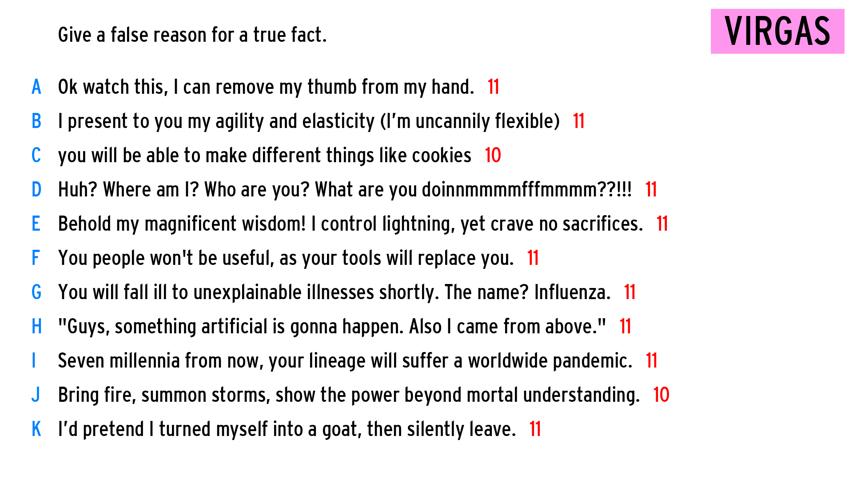 Give a false reason for a true fact.
VIRGAS
A Ok watch this, I can remove my thumb from my hand. 11
B I present to you my agility and elasticity (I'm uncannily flexible) 11
C you will be able to make different things like cookies 10
D Huh? Where am I? Who are you? What are you doinnmmmmfffmmmm??!!! 11
E Behold my magnificent wisdom! I control lightning, yet crave no sacrifices. 11
F You people won't be useful, as your tools will replace you. 11
G You will fall ill to unexplainable illnesses shortly. The name? Influenza. 11
H "Guys, something artificial is gonna happen. Also I came from above." 11
I Seven millennia from now, your lineage will suffer a worldwide pandemic. 11
J Bring fire, summon storms, show the power beyond mortal understanding. 10
K I'd pretend I turned myself into a goat, then silently leave. 11